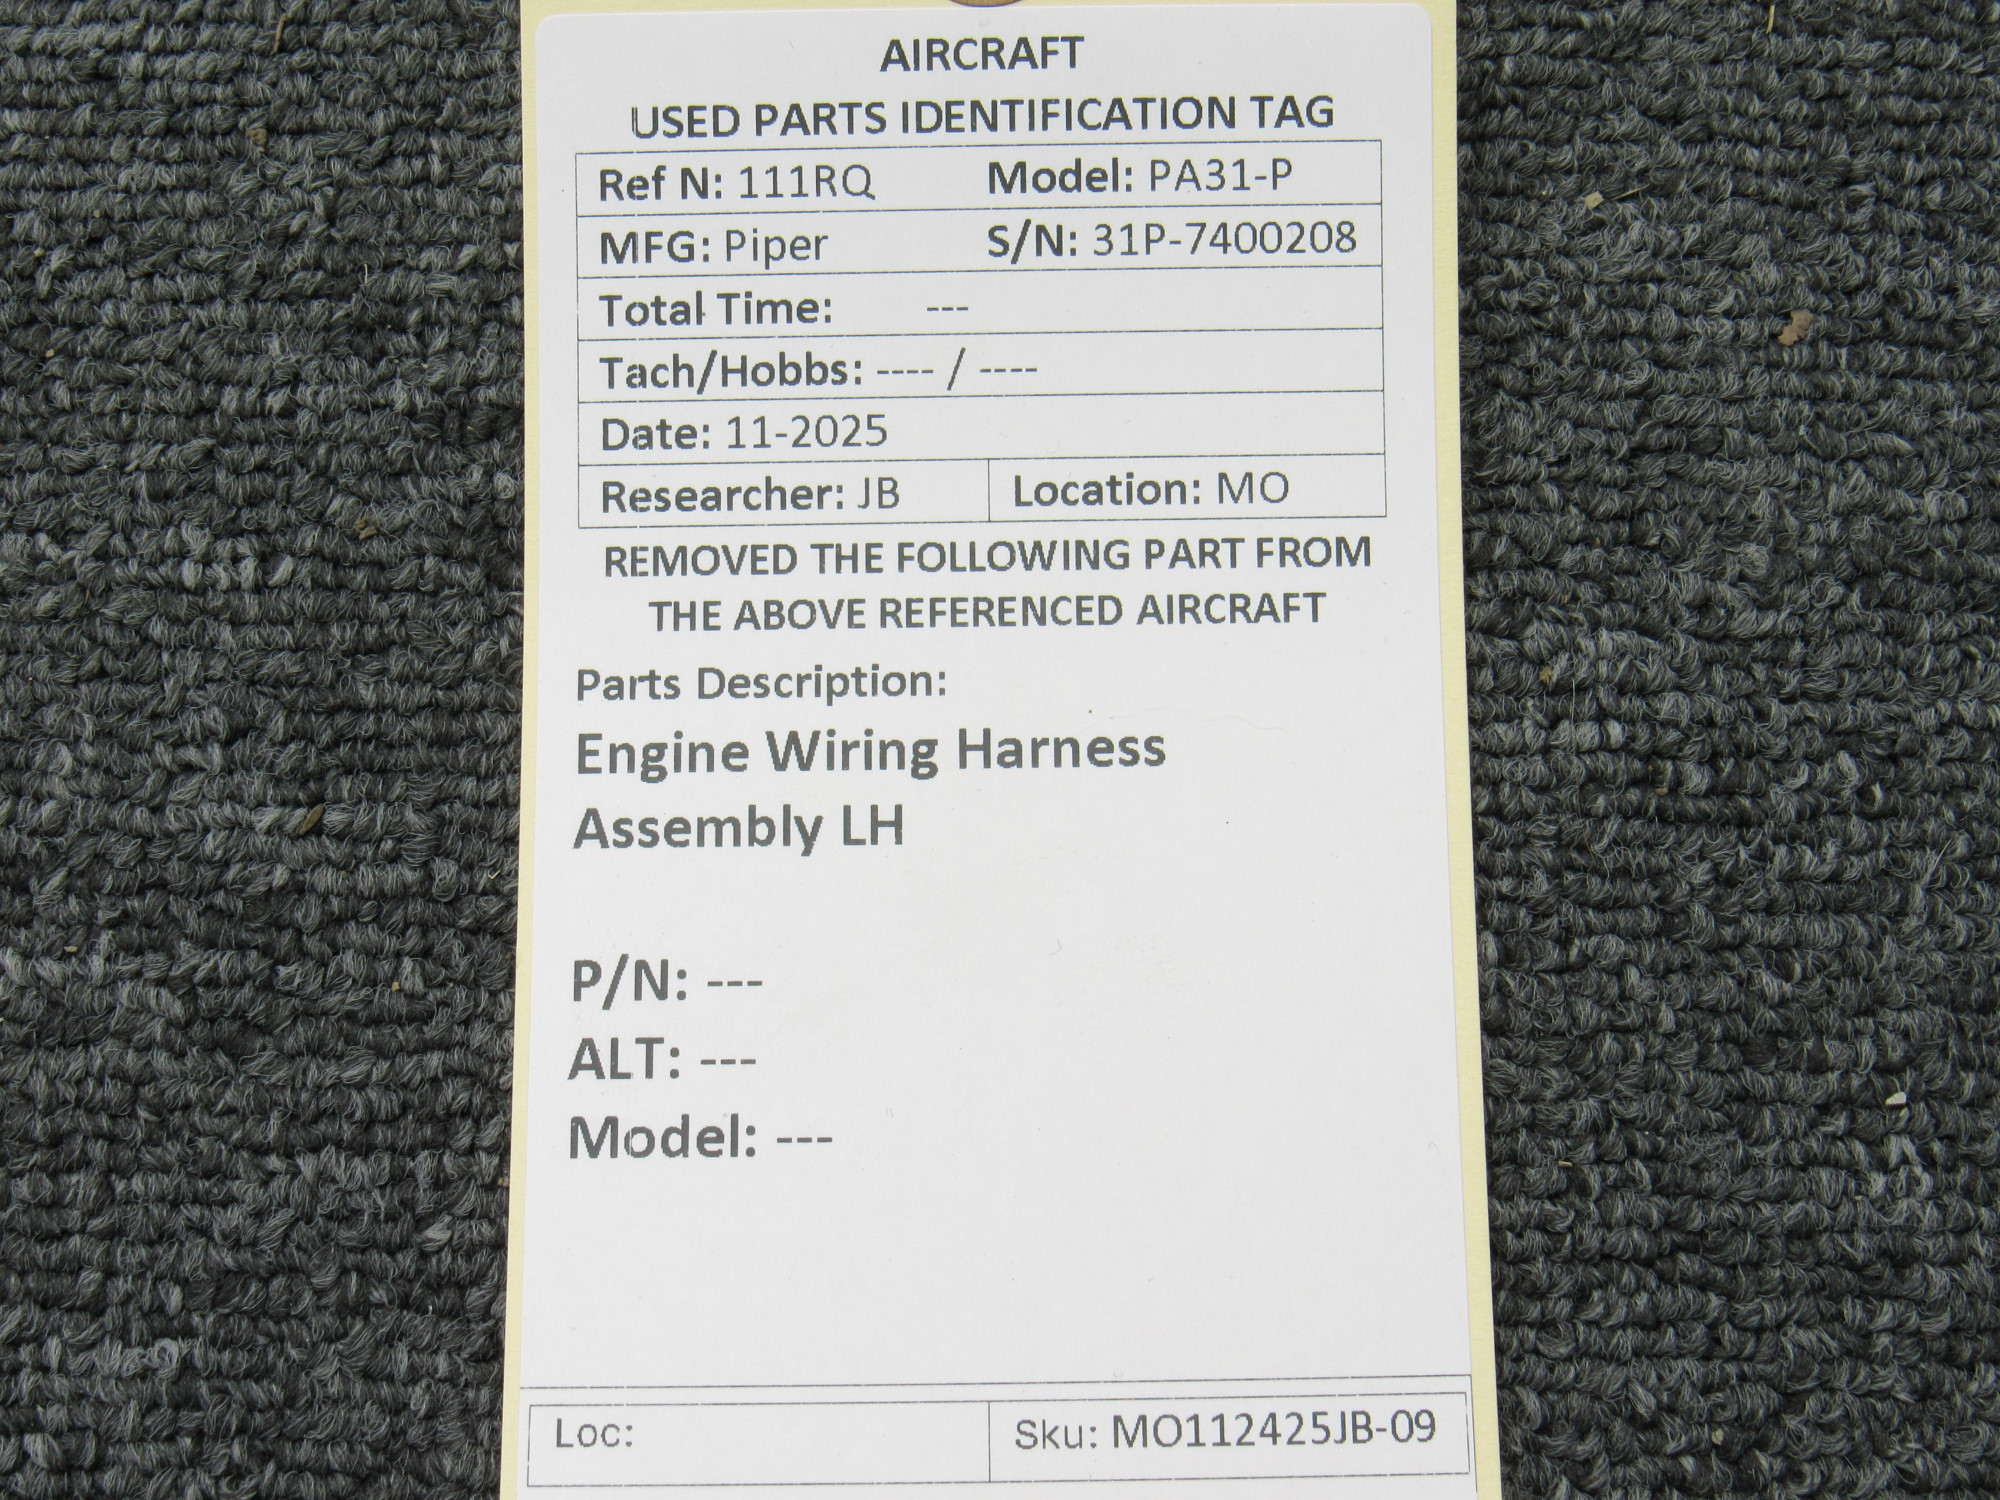 AIRCRAFT
USED PARTS IDENTIFICATION TAG
Ref N: 111RQ Model: PA31-P
MFG: Piper S/N: 31P-7400208
Total Time: ---
Tach/Hobbs: ---- / ----
Date: 11-2025
Researcher: JB Location: MO
REMOVED THE FOLLOWING PART FROM
THE ABOVE REFERENCED AIRCRAFT
Parts Description:
Engine Wiring Harness
Assembly LH
P/N: ---
ALT: ---
Model: ---
Loc: Sku: MO112425JB-09